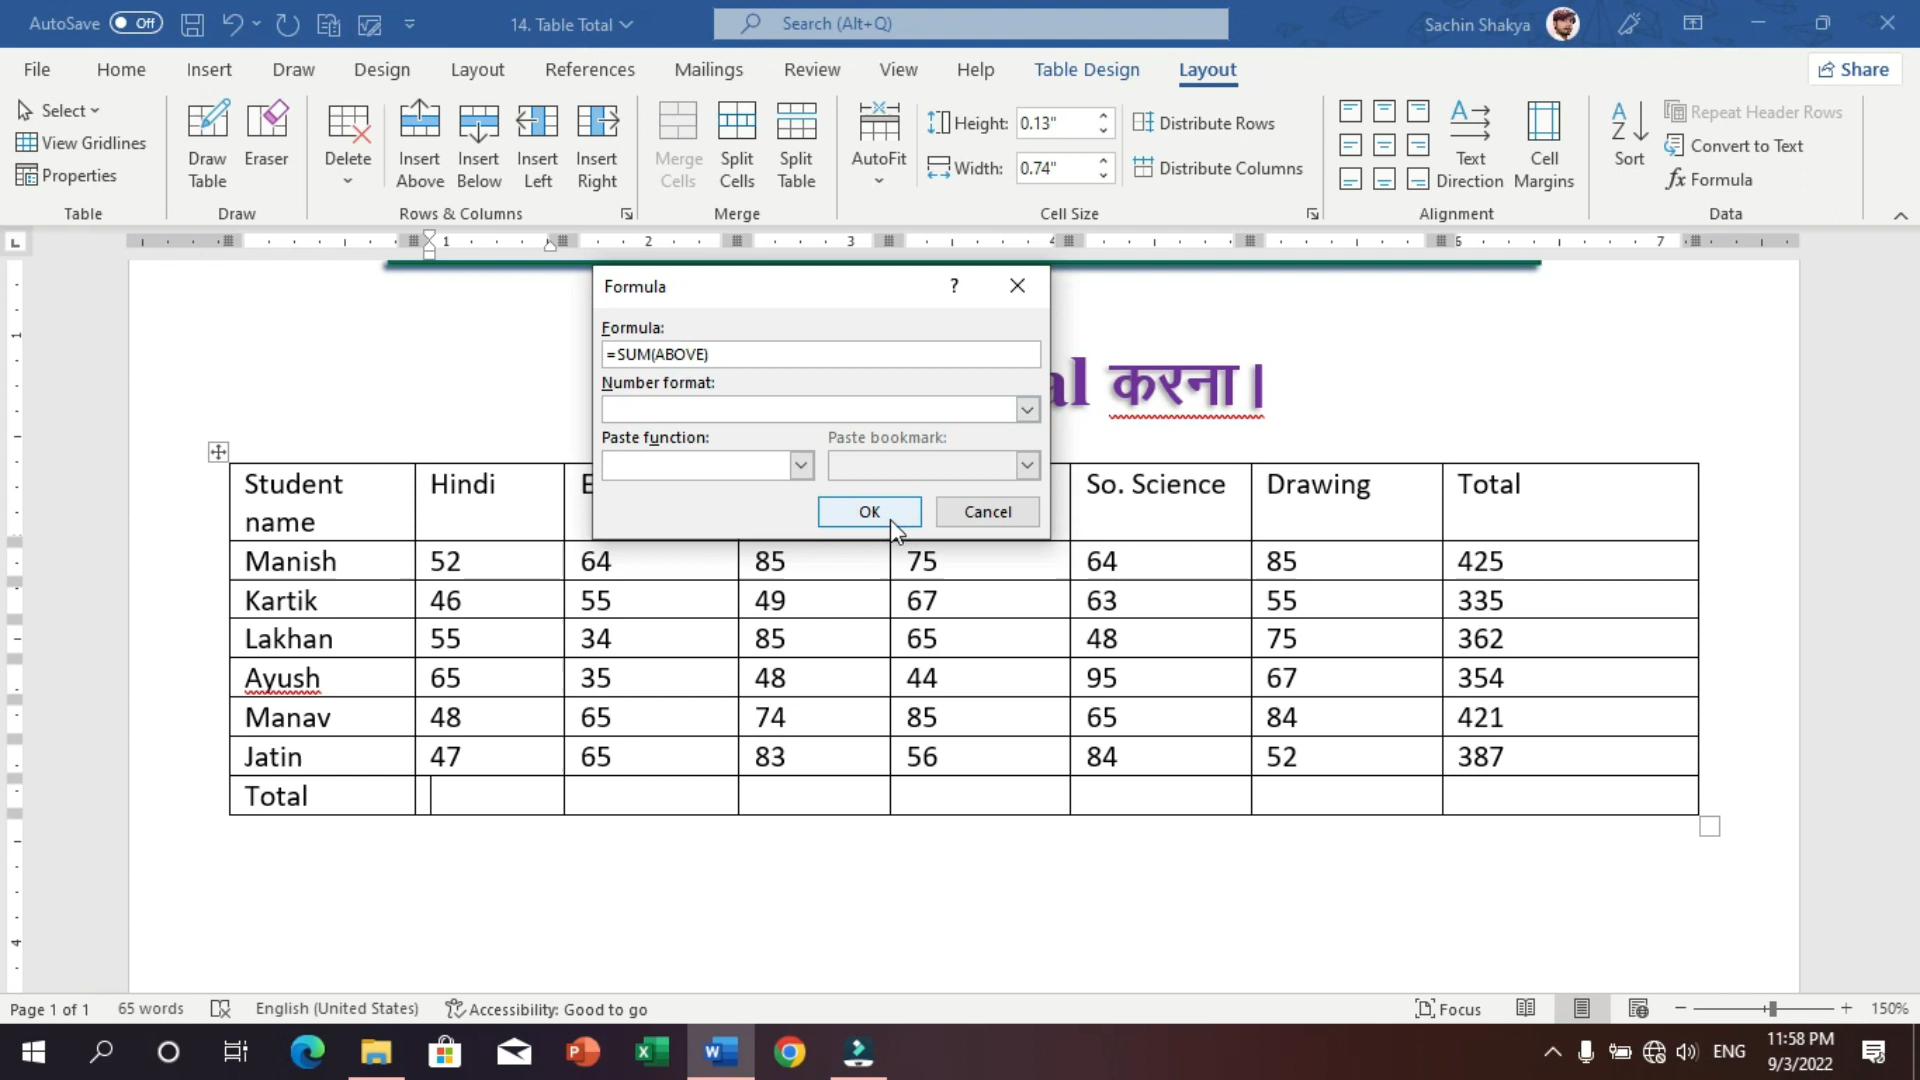 AutoSave Off 14. Table Total Search (Alt+Q) Sachin Shakya
File Home Insert Draw Design Layout References Mailings Review View Help Table Design Layout Share
Select
View Gridlines
Properties
Table
Draw Table
Eraser
Draw
Delete
Insert Above
Insert Below
Insert Left
Insert Right
Rows & Columns
Merge Cells
Split Cells
Split Table
Merge
AutoFit
Height: 0.13"
Width: 0.74"
Distribute Rows
Distribute Columns
Cell Size
Text Direction
Cell Margins
Alignment
Sort
Repeat Header Rows
Convert to Text
fx Formula
Data
L 1 2 3 4 6 7
Formula ?
Formula:
=SUM(ABOVE)
Number format:
Paste function: Paste bookmark:
OK Cancel
करना।
Student name Hindi So. Science Drawing Total
Manish 52 64 85 75 64 85 425
Kartik 46 55 49 67 63 55 335
Lakhan 55 34 85 65 48 75 362
Ayush 65 35 48 44 95 67 354
Manav 48 65 74 85 65 84 421
Jatin 47 65 83 56 84 52 387
Total
Page 1 of 1 65 words English (United States) Accessibility: Good to go Focus 150%
ENG 11:58 PM
9/3/2022